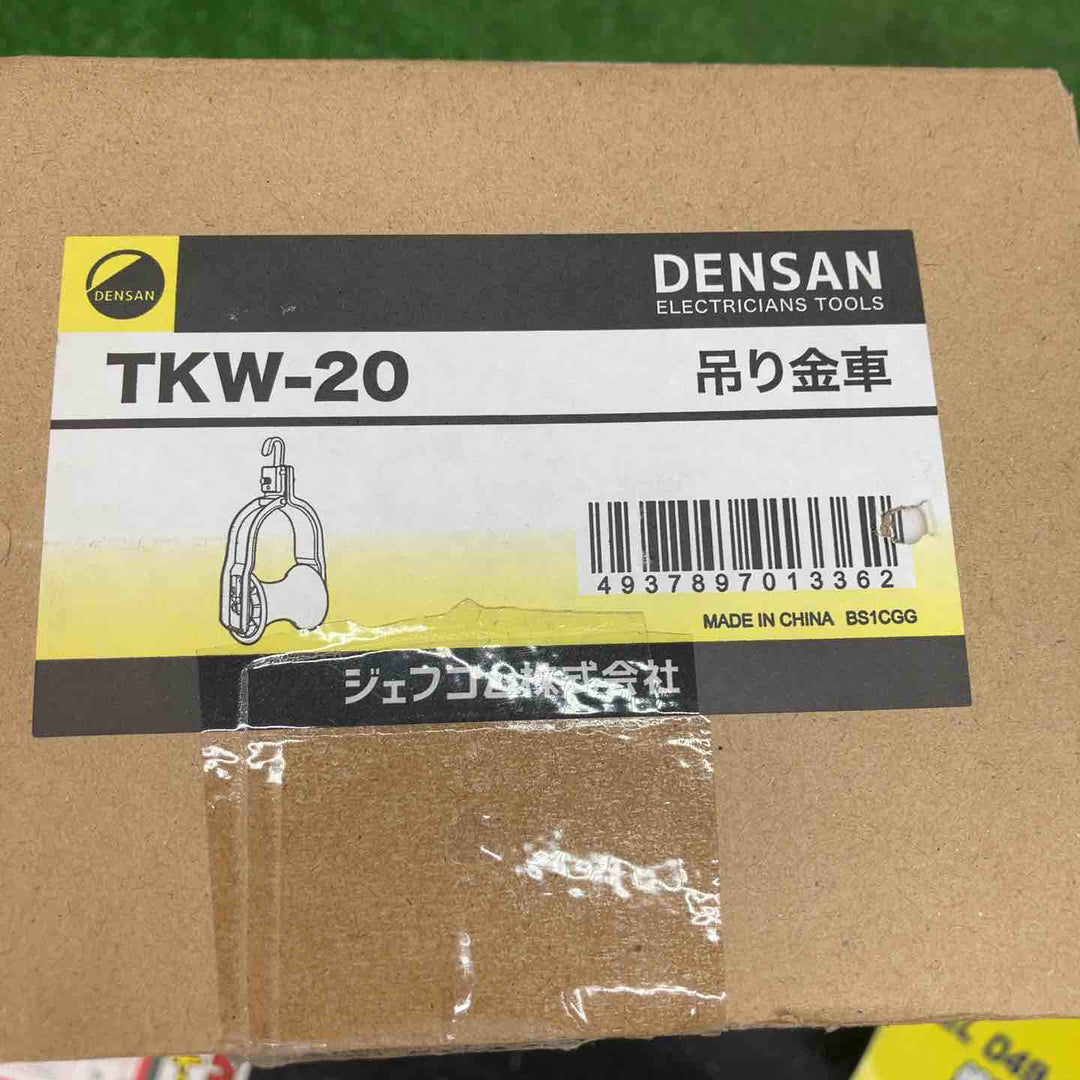 DENSAN
DENSAN
ELECTRICIANS TOOLS
TKW-20 吊り金車
4937897013362
MADE IN CHINA BS1CGG
ジェフコム株式会社
049